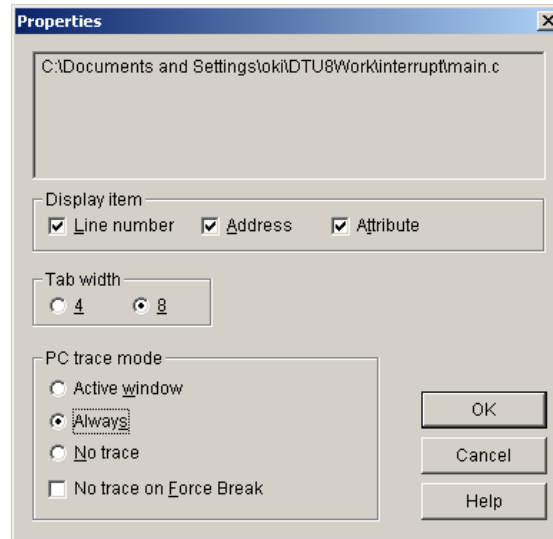 Properties
C:\Documents and Settings\oki\DTU8Work\interrupt\main.c
Display item
Line number Address Attribute
Tab width
4 8
PC trace mode
Active window
Always
No trace
No trace on Force Break
OK
Cancel
Help